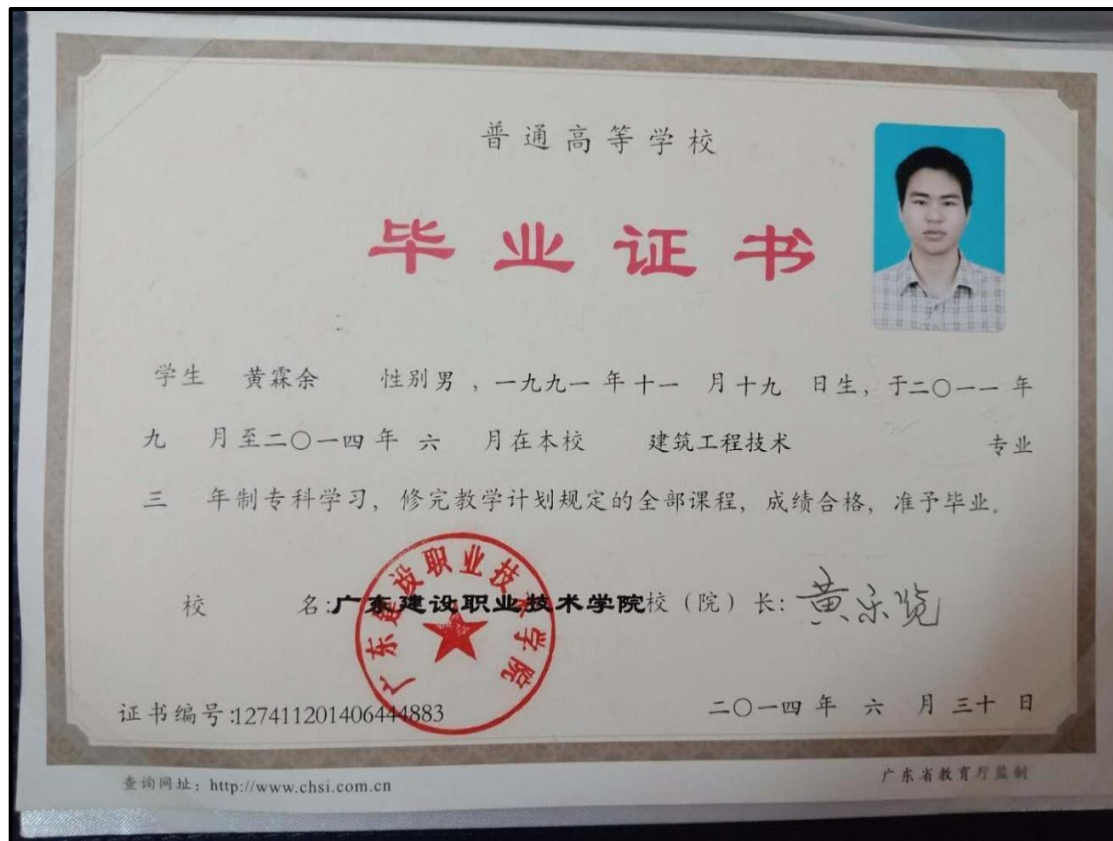 普通高等学校
毕业证书
学生 黄霖余 性别男,一九九一年十一月十九日生,于二〇一一年
九月至二〇一四年六月在本校 建筑工程技术 专业
三年制专科学习,修完教学计划规定的全部课程,成绩合格,准予毕业。
校 名:广东建设职业技术学院校(院)长:黄乐览
广东建设职业技术学院
证书编号:127411201406444883
二〇一四年六月三十日
查询网址:http://www.chsi.com.cn
广东省教育厅监制